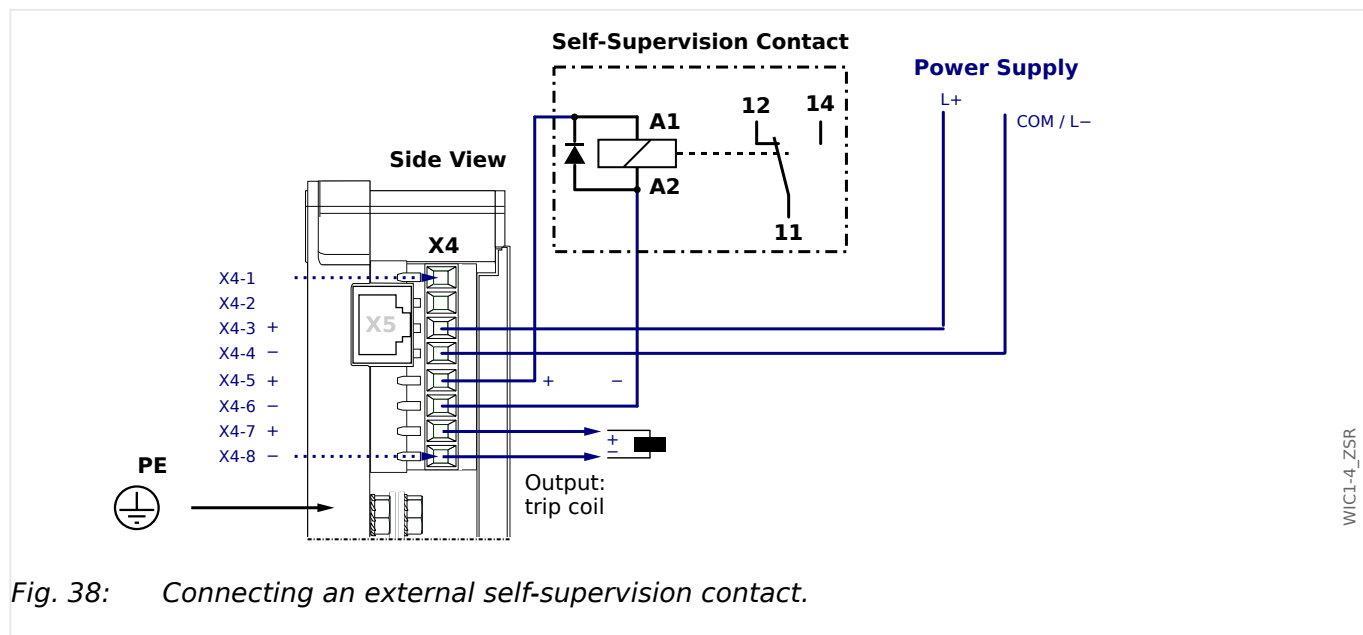 Self-Supervision Contact
Power Supply
L+
COM / L−
12
14
A1
A2
11
Side View
X4
X5
X4-1
X4-2
X4-3 +
X4-4 −
X4-5 +
X4-6 −
X4-7 +
X4-8 −
+ −
+
−
Output:
trip coil
PE
WIC1-4_ZSR
Fig. 38: Connecting an external self-supervision contact.